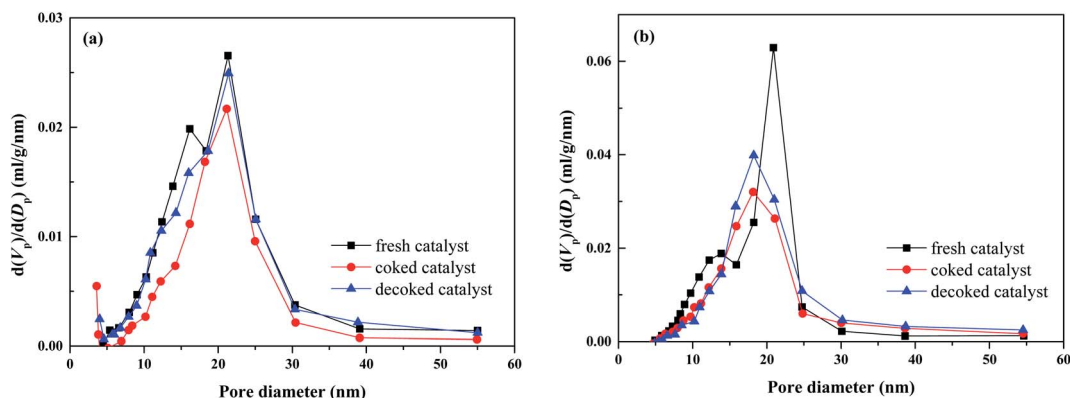 (a)
0.03
0.02
0.01
0.00
d(Vp)/d(Dp) (ml/g/nm)
fresh catalyst
coked catalyst
decoked catalyst
0 10 20 30 40 50 60
Pore diameter (nm)
(b)
0.06
0.04
0.02
0.00
d(Vp)/d(Dp) (ml/g/nm)
fresh catalyst
coked catalyst
decoked catalyst
0 10 20 30 40 50 60
Pore diameter (nm)